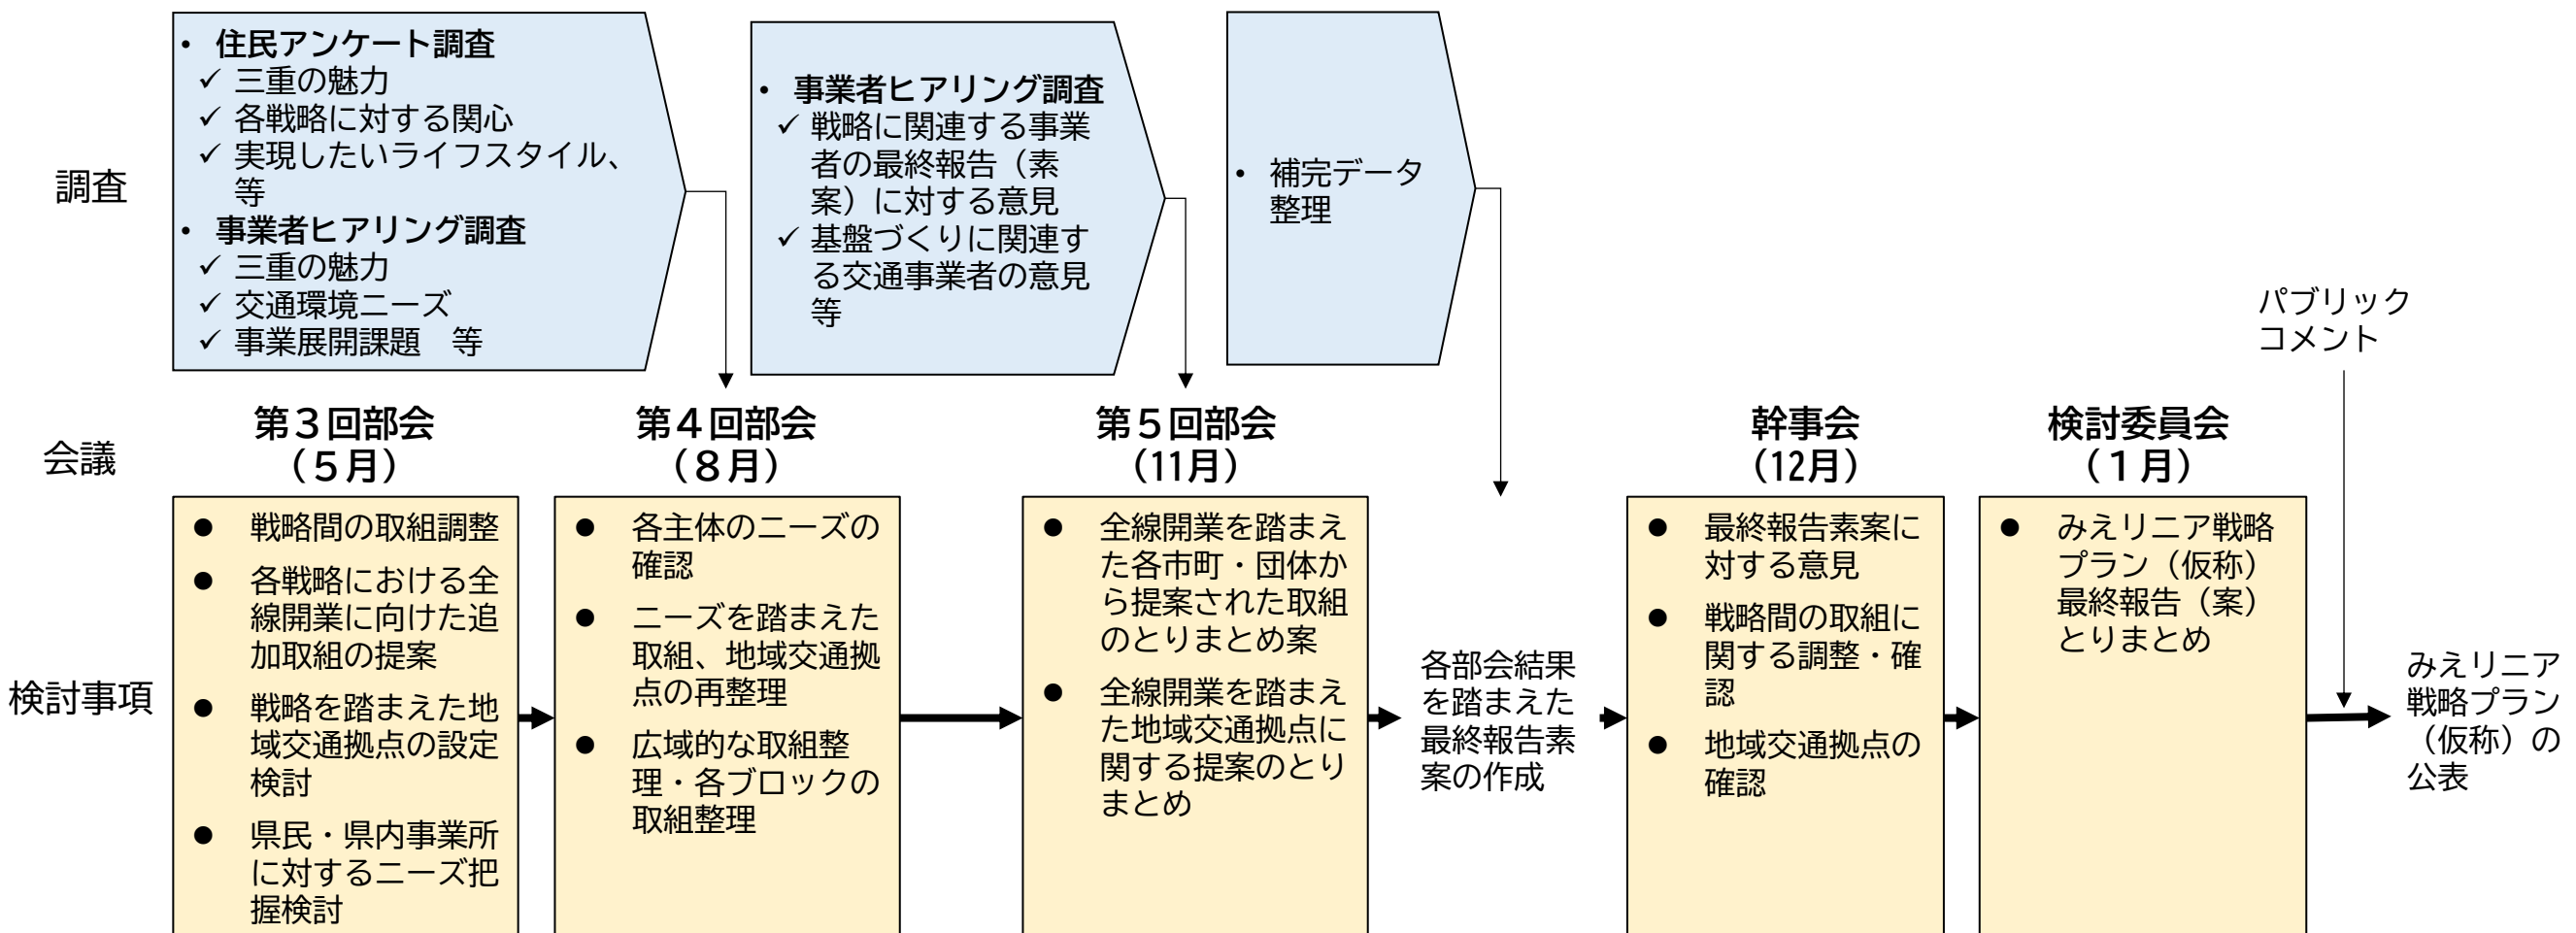 調査
• 住民アンケート調査
✓ 三重の魅力
✓ 各戦略に対する関心
✓ 実現したいライフスタイル、
等
• 事業者ヒアリング調査
✓ 三重の魅力
✓ 交通環境ニーズ
✓ 事業展開課題　等
• 事業者ヒアリング調査
✓ 戦略に関連する事業
者の最終報告（素
案）に対する意見
✓ 基盤づくりに関連す
る交通事業者の意見
等
• 補完データ
整理
パブリック
コメント
会議
第３回部会
（５月）
第４回部会
（８月）
第５回部会
（11月）
幹事会
（12月）
検討委員会
（１月）
検討事項
● 戦略間の取組調整
● 各戦略における全
線開業に向けた追
加取組の提案
● 戦略を踏まえた地
域交通拠点の設定
検討
● 県民・県内事業所
に対するニーズ把
握検討
● 各主体のニーズの
確認
● ニーズを踏まえた
取組、地域交通拠
点の再整理
● 広域的な取組整
理・各ブロックの
取組整理
● 全線開業を踏まえ
た各市町・団体か
ら提案された取組
のとりまとめ案
● 全線開業を踏まえ
た地域交通拠点に
関する提案のとり
まとめ
各部会結果
を踏まえた
最終報告素
案の作成
● 最終報告素案に
対する意見
● 戦略間の取組に
関する調整・確
認
● 地域交通拠点の
確認
● みえリニア戦略
プラン（仮称）
最終報告（案）
とりまとめ
みえリニア
戦略プラン
（仮称）の
公表